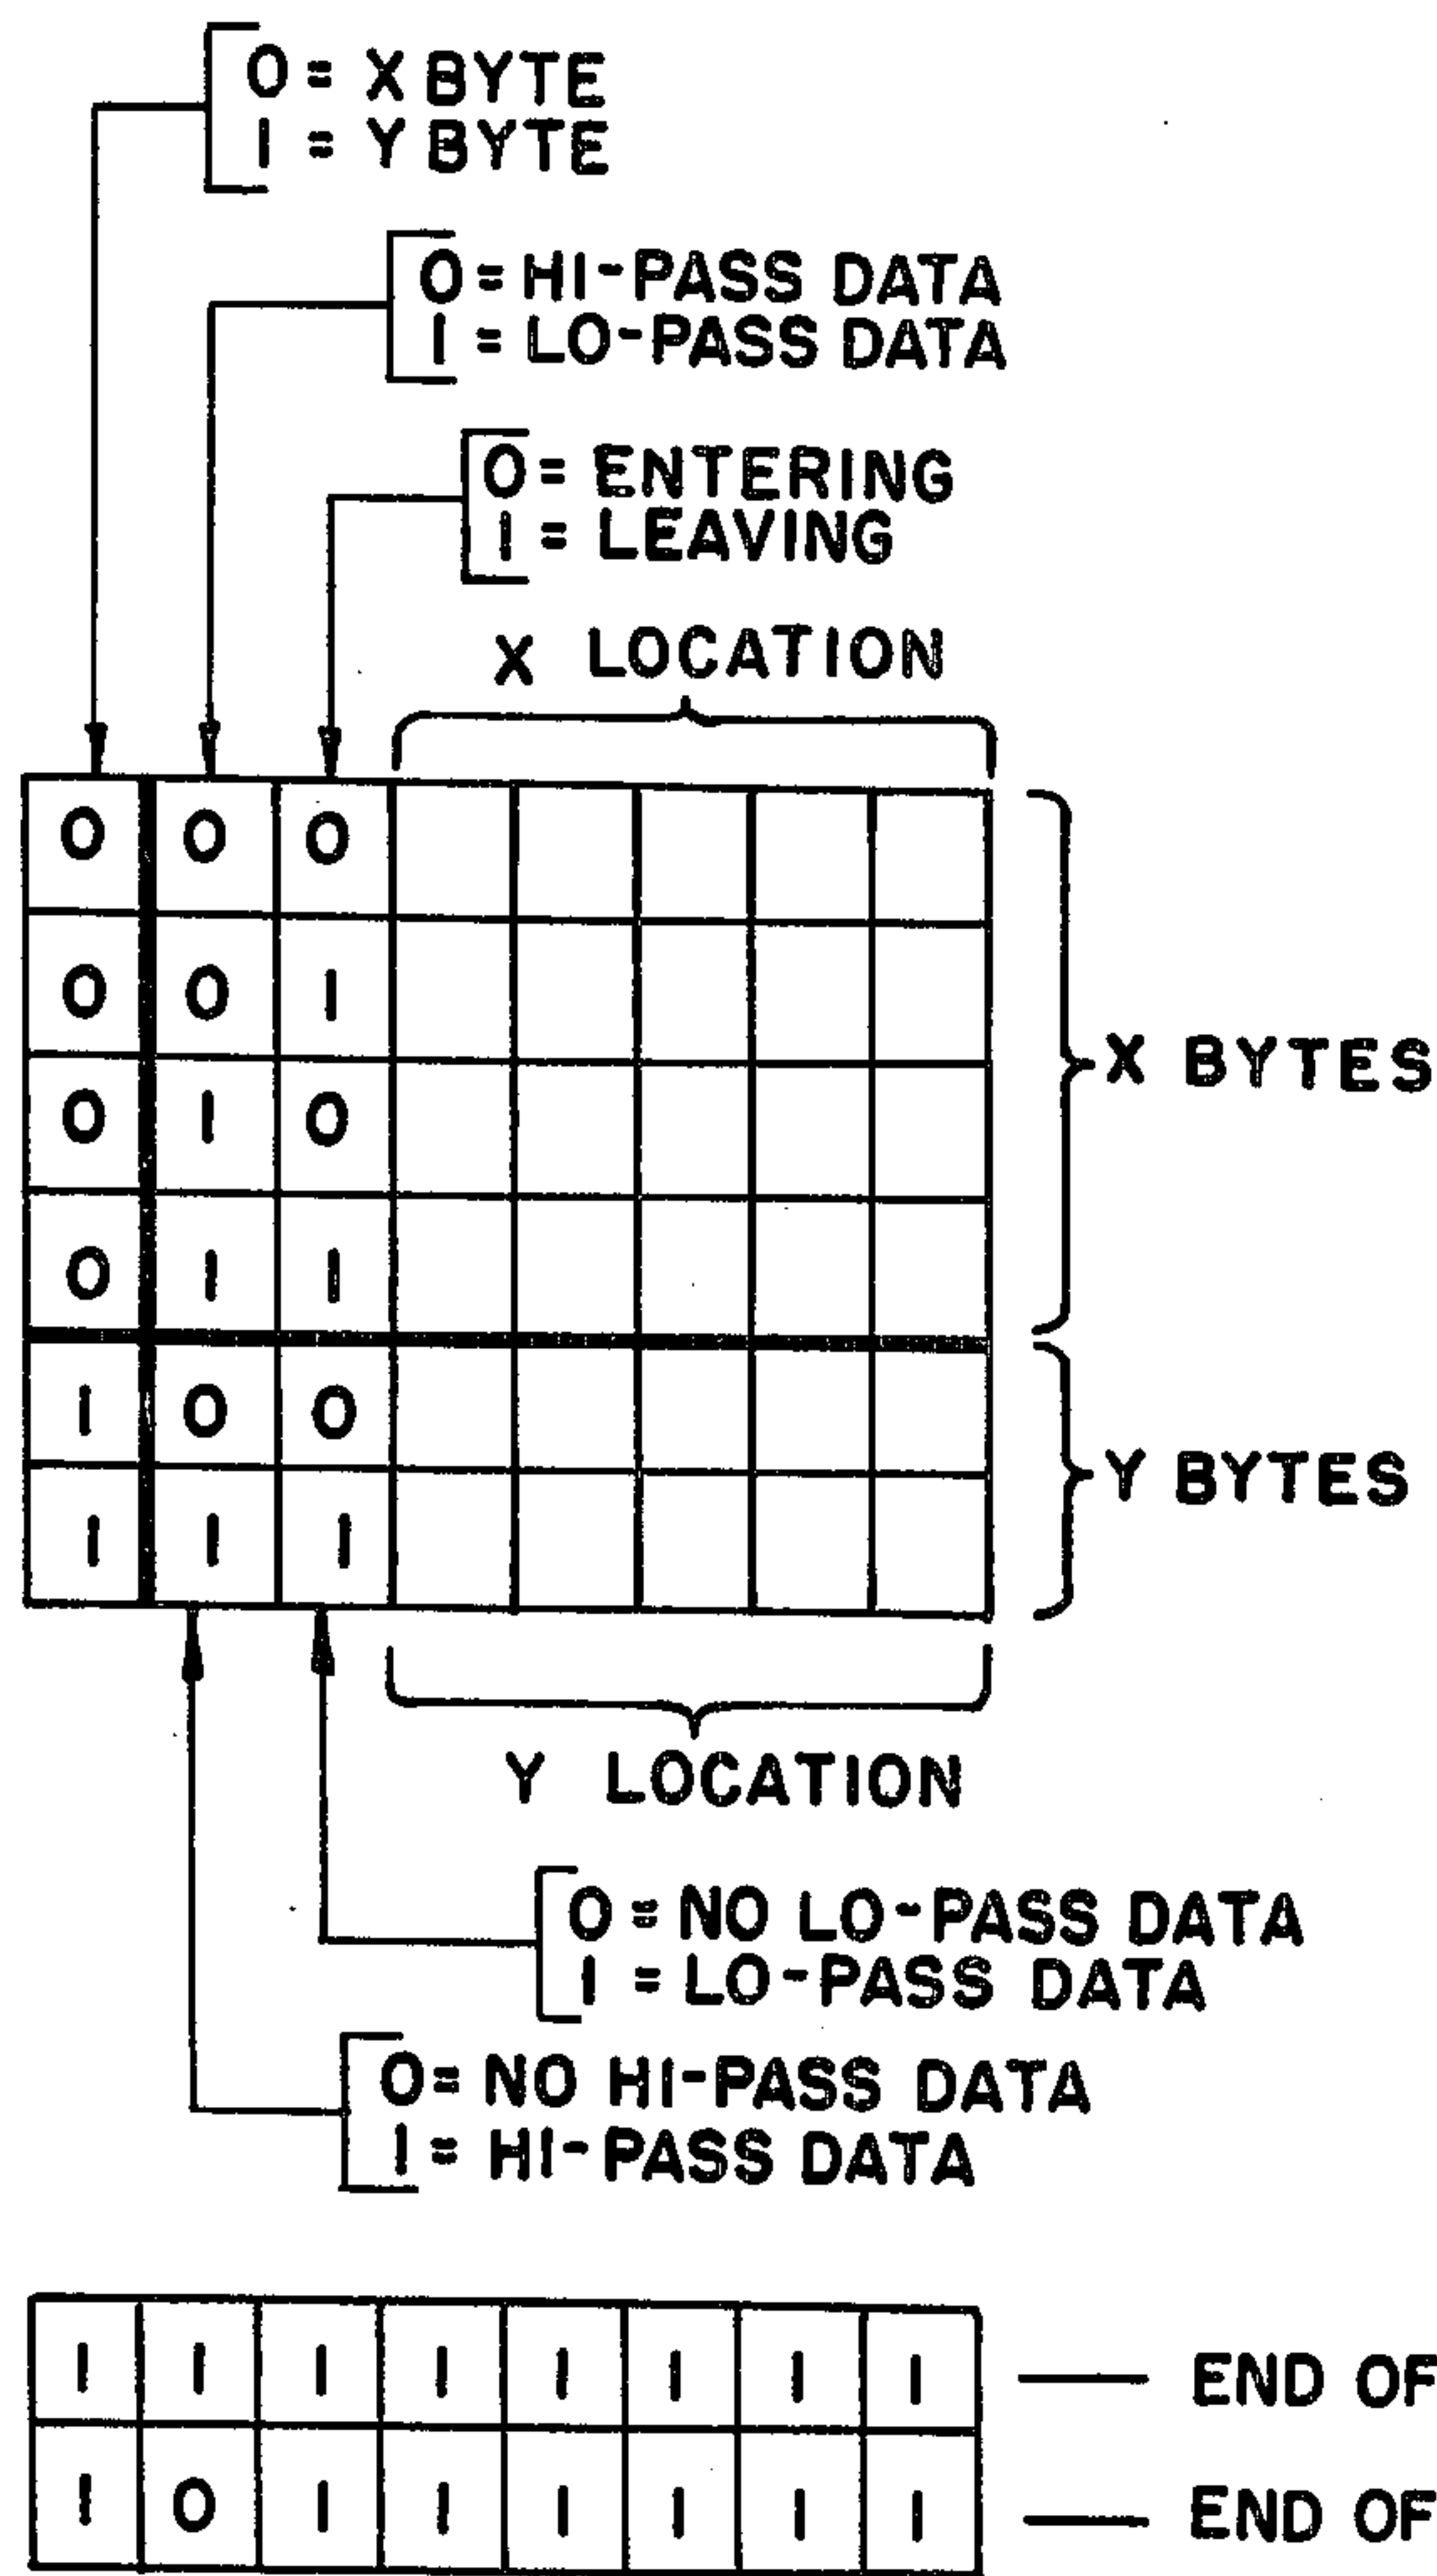 0 = X BYTE
1 = Y BYTE
0 = HI-PASS DATA
1 = LO-PASS DATA
0 = ENTERING
1 = LEAVING
X LOCATION
0 0 0
0 0 1
0 1 0
0 1 1
X BYTES
1 0 0
1 1 1
Y BYTES
Y LOCATION
0 = NO LO-PASS DATA
1 = LO-PASS DATA
0 = NO HI-PASS DATA
1 = HI-PASS DATA
1 1 1 1 1 1 1 1 — END OF
1 0 1 1 1 1 1 1 — END OF